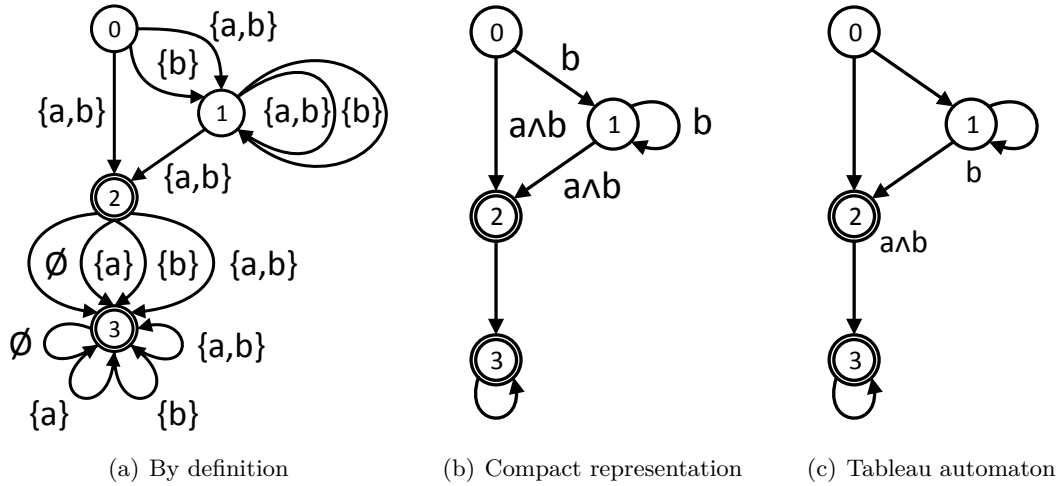 0
{a,b}
{b}
{a,b}
1
{a,b}
{b}
{a,b}
2
Ø
{a}
{b}
{a,b}
3
Ø
{a,b}
{a}
{b}
(a) By definition
0
b
a∧b
1
b
a∧b
2
3
(b) Compact representation
0
1
b
2
a∧b
3
(c) Tableau automaton